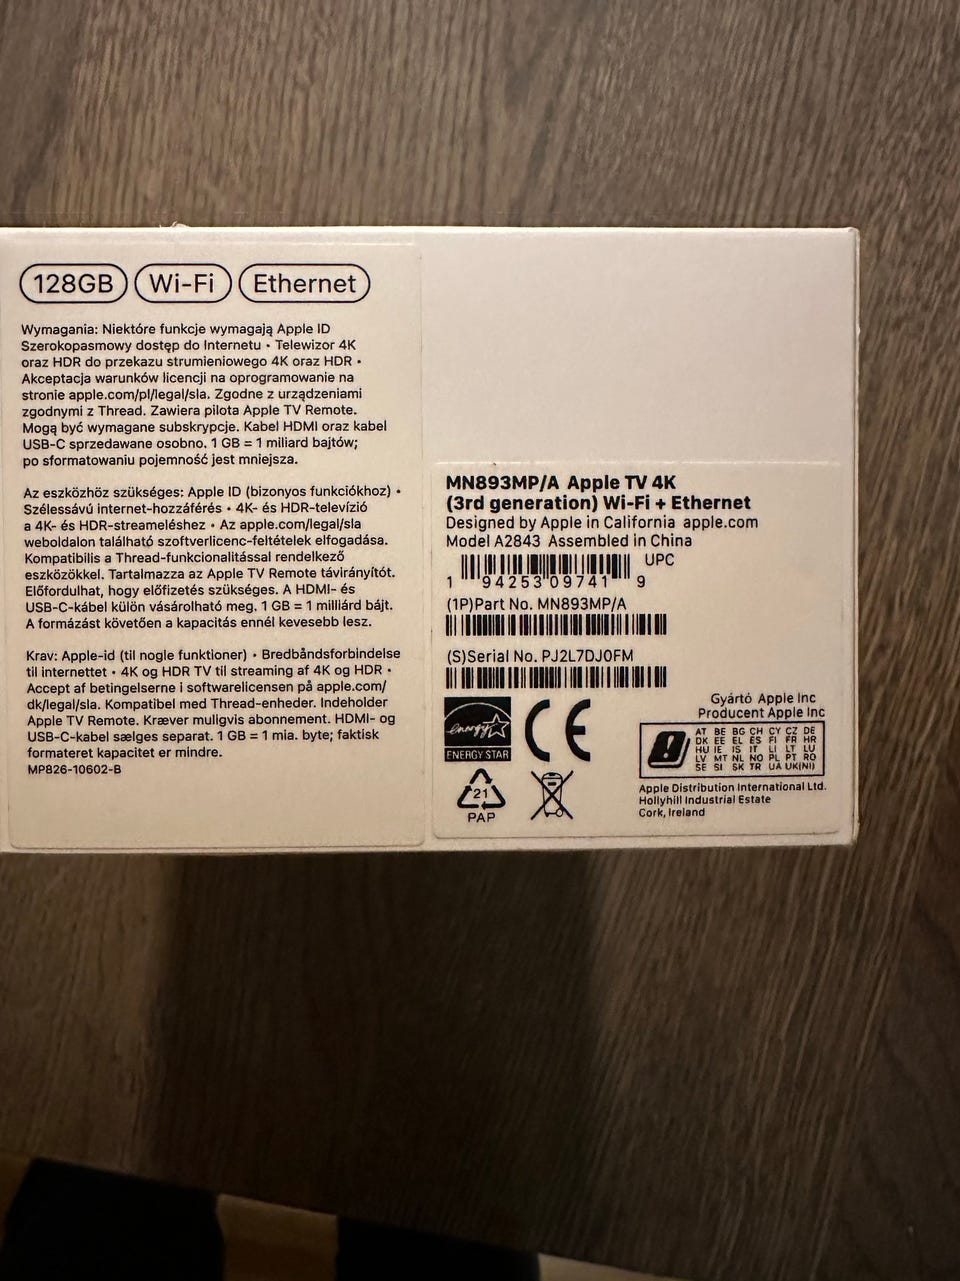 128GB Wi-Fi Ethernet
Wymagania: Niektóre funkcje wymagają Apple ID
Szerokopasmowy dostęp do Internetu • Telewizor 4K
oraz HDR do przekazu strumieniowego 4K oraz HDR •
Akceptacja warunków licencji na oprogramowanie na
stronie apple.com/pl/legal/sla. Zgodne z urządzeniami
zgodnymi z Thread. Zawiera pilota Apple TV Remote.
Mogą być wymagane subskrypcje. Kabel HDMI oraz kabel
USB-C sprzedawane osobno. 1 GB = 1 miliard bajtów;
po sformatowaniu pojemność jest mniejsza.
Az eszközhöz szükséges: Apple ID (bizonyos funkciókhoz) •
Szélessávú internet-hozzáférés • 4K- és HDR-televízió
a 4K- és HDR-streameléshez • Az apple.com/legal/sla
weboldalon található szoftverlicenc-feltételek elfogadása.
Kompatibilis a Thread-funkcionalitással rendelkező
eszközökkel. Tartalmazza az Apple TV Remote távirányítót.
Előfordulhat, hogy előfizetés szükséges. A HDMI- és
USB-C-kábel külön vásárolható meg. 1 GB = 1 milliárd bájt.
A formázást követően a kapacitás ennél kevesebb lesz.
Krav: Apple-id (til nogle funktioner) • Bredbåndsforbindelse
til internettet • 4K og HDR TV til streaming af 4K og HDR •
Accept af betingelserne i softwarelicensen på apple.com/
dk/legal/sla. Kompatibel med Thread-enheder. Indeholder
Apple TV Remote. Kræver muligvis abonnement. HDMI- og
USB-C-kabel sælges separat. 1 GB = 1 mia. byte; faktisk
formateret kapacitet er mindre.
MP826-10602-B
MN893MP/A Apple TV 4K
(3rd generation) Wi-Fi + Ethernet
Designed by Apple in California apple.com
Model A2843 Assembled in China
UPC
1 94253 09741 9
(1P)Part No. MN893MP/A
(S)Serial No. PJ2L7DJ0FM
Gyártó Apple Inc
Producent Apple Inc
energy
ENERGY STAR
CE
AT BE BG CH CY CZ DE
DK EE EL ES FI FR HR
HU IE IS IT LI LT LU
LV MT NL NO PL PT RO
SE SI SK TR UA UK(NI)
Apple Distribution International Ltd.
Hollyhill Industrial Estate
Cork, Ireland
21
PAP